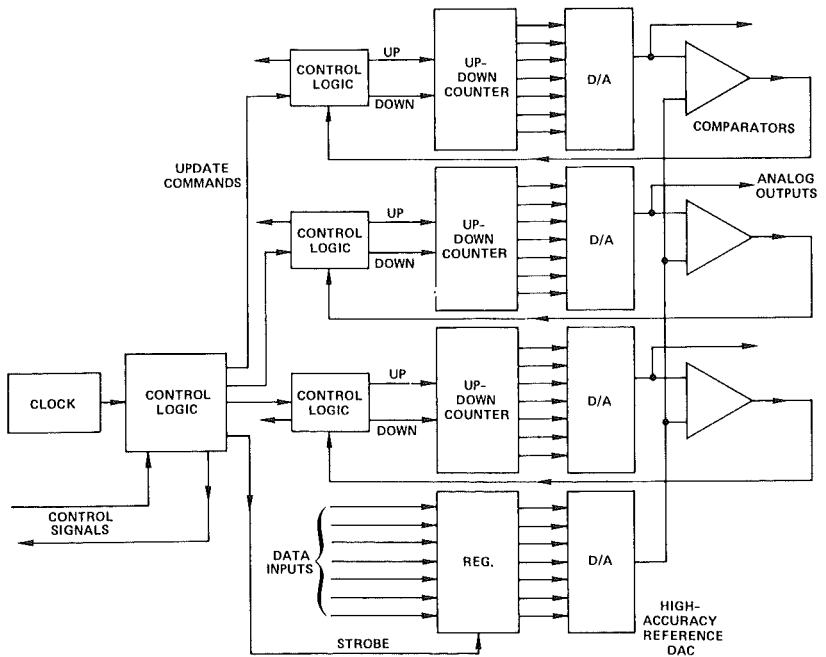 CONTROL
LOGIC
UP
DOWN
UP-
DOWN
COUNTER
D/A
COMPARATORS
UPDATE
COMMANDS
CONTROL
LOGIC
UP
DOWN
UP-
DOWN
COUNTER
D/A
ANALOG
OUTPUTS
CLOCK
CONTROL
LOGIC
CONTROL
LOGIC
UP
DOWN
UP-
DOWN
COUNTER
D/A
CONTROL
SIGNALS
DATA
INPUTS
REG.
D/A
STROBE
HIGH-
ACCURACY
REFERENCE
DAC